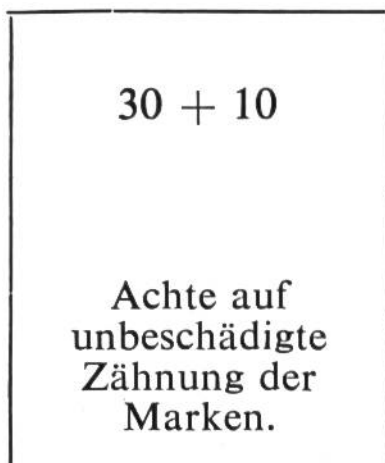 30 + 10
Achte auf
unbeschädigte
Zähnung der
Marken.